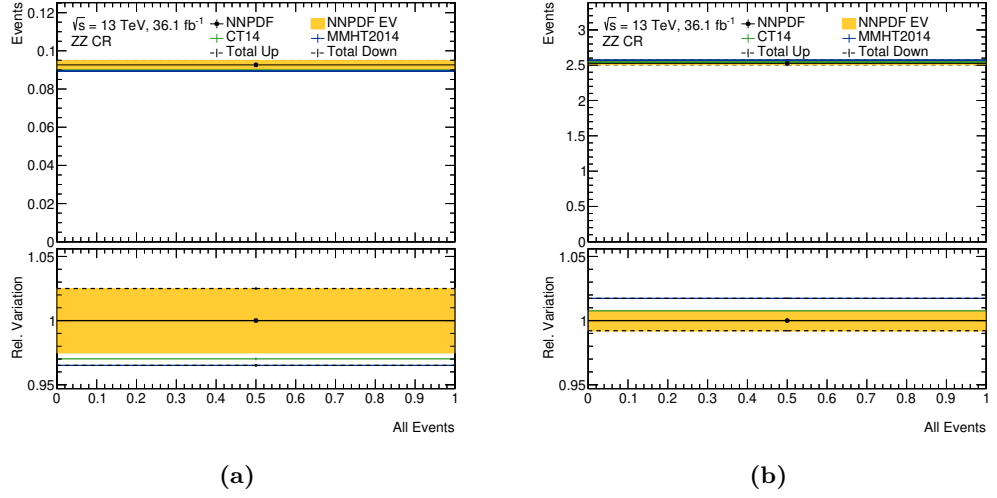 Events
0.12
0.1
0.08
0.06
0.04
0.02
0
√s = 13 TeV, 36.1 fb⁻¹
ZZ CR
NNPDF
NNPDF EV
CT14
MMHT2014
Total Up
Total Down
Rel. Variation
1.05
1
0.95
0 0.1 0.2 0.3 0.4 0.5 0.6 0.7 0.8 0.9 1
All Events
(a)
Events
3
2.5
2
1.5
1
0.5
0
√s = 13 TeV, 36.1 fb⁻¹
ZZ CR
NNPDF
NNPDF EV
CT14
MMHT2014
Total Up
Total Down
Rel. Variation
1.05
1
0.95
0 0.1 0.2 0.3 0.4 0.5 0.6 0.7 0.8 0.9 1
All Events
(b)